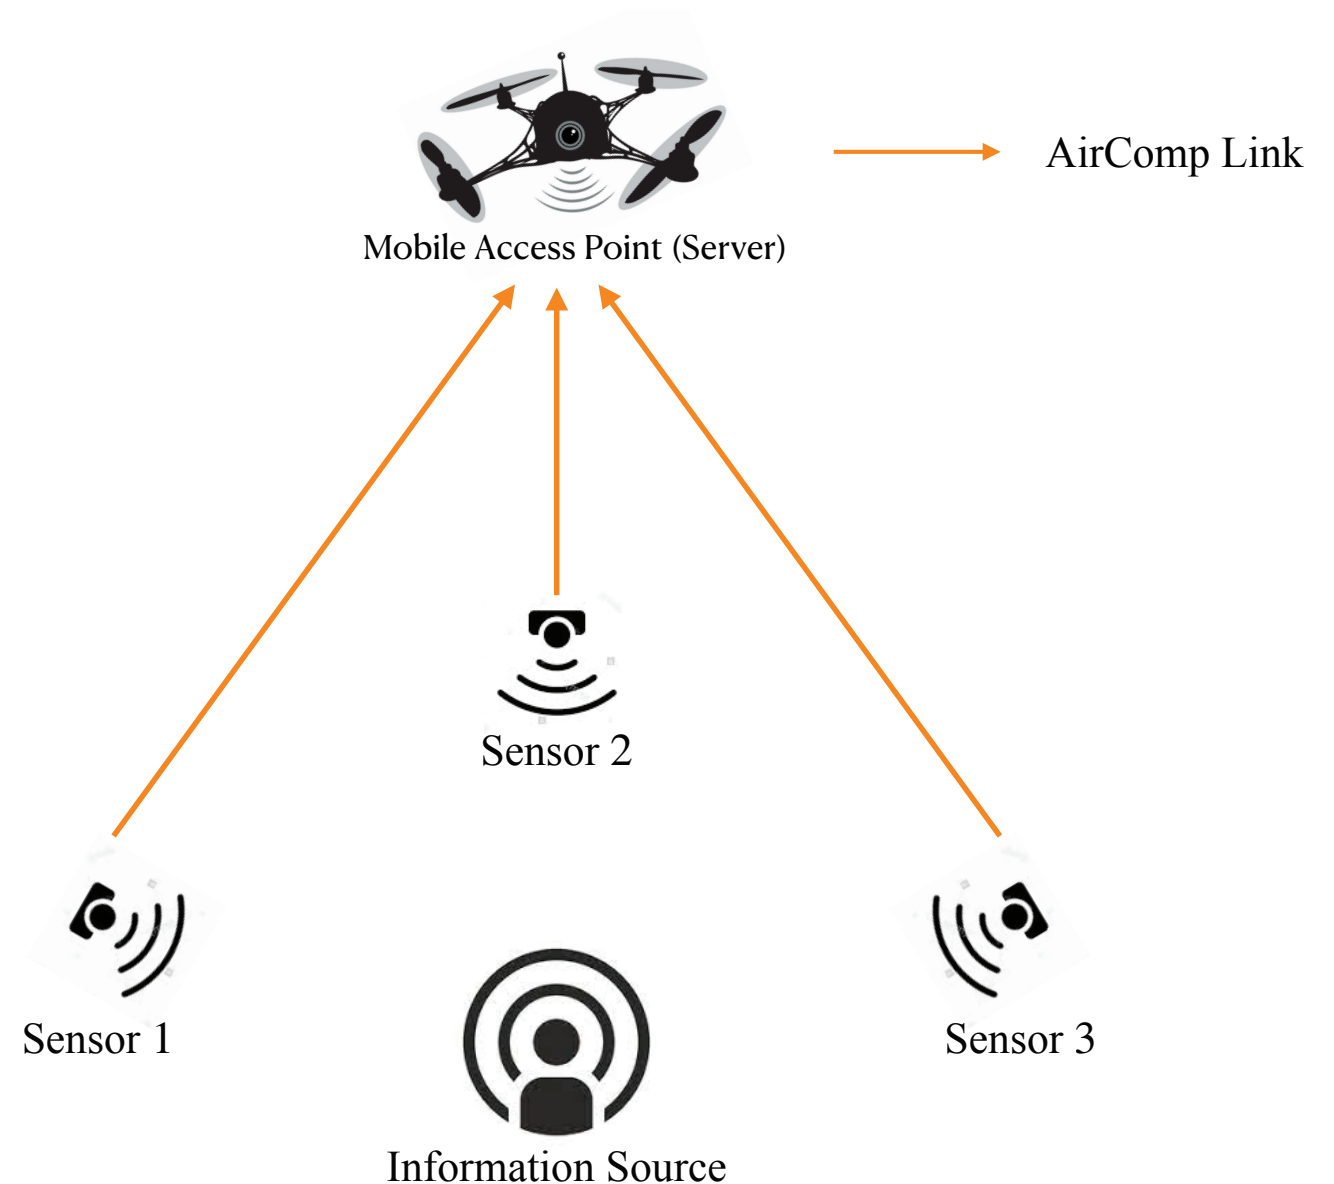 AirComp Link
Mobile Access Point (Server)
Sensor 2
Sensor 1
Sensor 3
Information Source